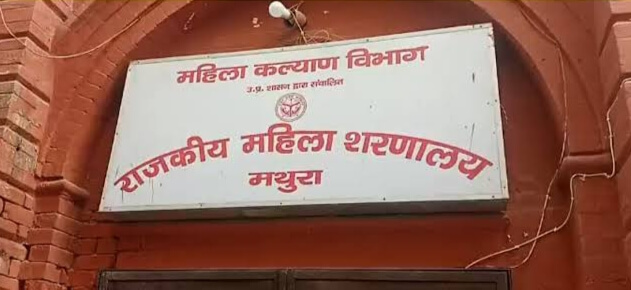 महिला कल्याण विभाग
उ.प्र. शासन द्वारा संचालित
राजकीय महिला शरणालय
मथुरा